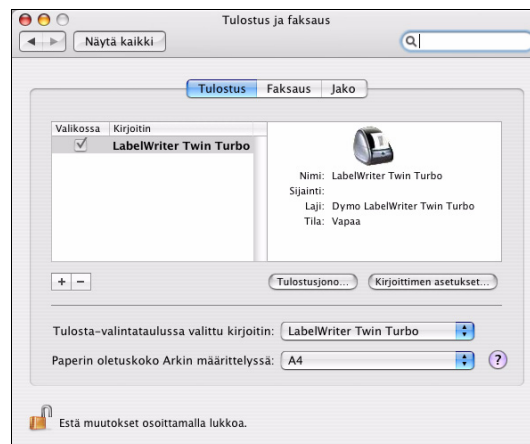 Tulostus ja faksaus
Näytä kaikki
Tulostus Faksaus Jako
Valikossa Kirjoitin
LabelWriter Twin Turbo
Nimi: LabelWriter Twin Turbo
Sijainti:
Laji: Dymo LabelWriter Twin Turbo
Tila: Vapaa
+ −
Tulostusjono... Kirjoittimen asetukset...
Tulosta-valintataulussa valittu kirjoitin: LabelWriter Twin Turbo
Paperin oletuskoko Arkin määrittelyssä: A4 ?
Estä muutokset osoittamalla lukkoa.